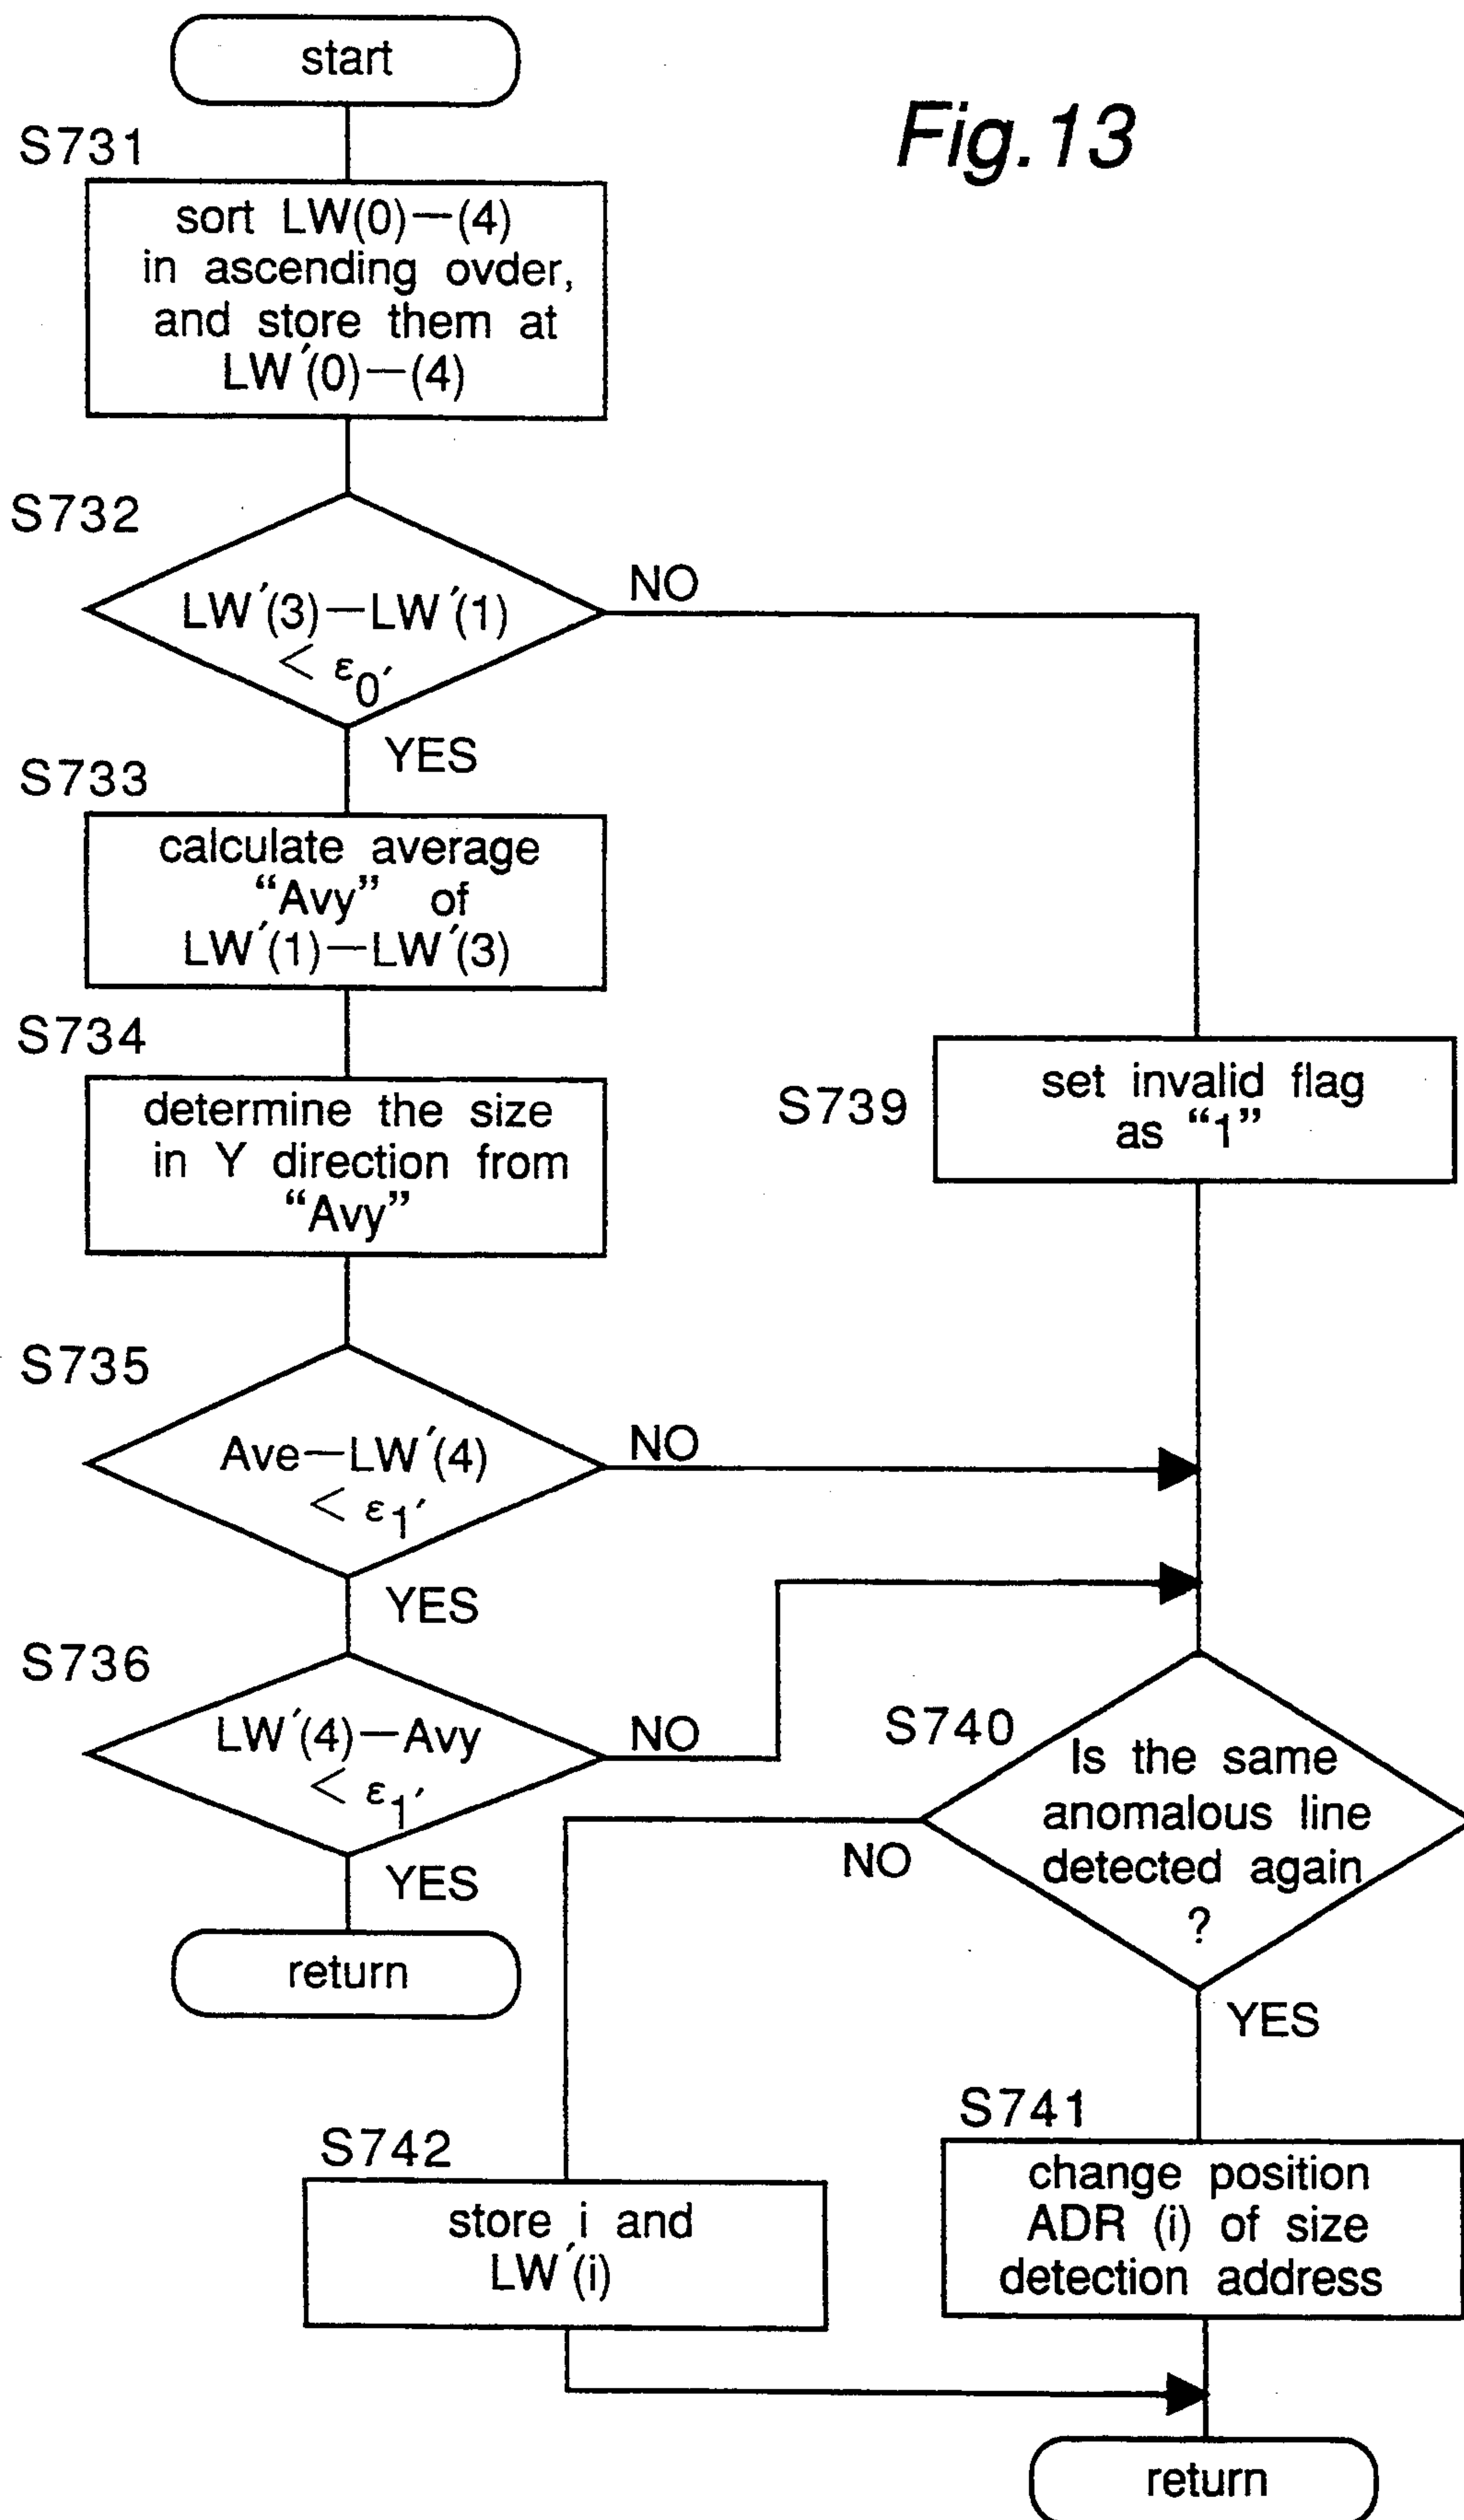 start
Fig.13
S731
sort LW(0)—(4)
in ascending ovder,
and store them at
LW′(0)—(4)
S732
LW′(3)—LW′(1)
< ε0′
NO
YES
S733
calculate average
“Avy” of
LW′(1)—LW′(3)
S734
determine the size
in Y direction from
“Avy”
S739
set invalid flag
as “1”
S735
Ave—LW′(4)
< ε1′
NO
YES
S736
LW′(4)—Avy
< ε1′
NO
YES
return
S740
Is the same
anomalous line
detected again
?
NO
YES
S742
store i and
LW′(i)
S741
change position
ADR (i) of size
detection address
return